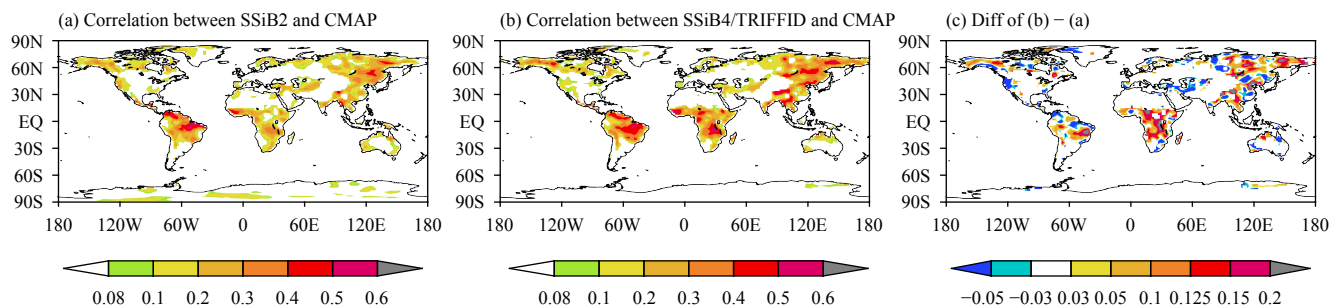 (a) Correlation between SSiB2 and CMAP
90N
60N
30N
EQ
30S
60S
90S
180 120W 60W 0 60E 120E 180
0.08 0.1 0.2 0.3 0.4 0.5 0.6
(b) Correlation between SSiB4/TRIFFID and CMAP
90N
60N
30N
EQ
30S
60S
90S
180 120W 60W 0 60E 120E 180
0.08 0.1 0.2 0.3 0.4 0.5 0.6
(c) Diff of (b) − (a)
90N
60N
30N
EQ
30S
60S
90S
180 120W 60W 0 60E 120E 180
−0.05 −0.03 0.03 0.05 0.1 0.125 0.15 0.2